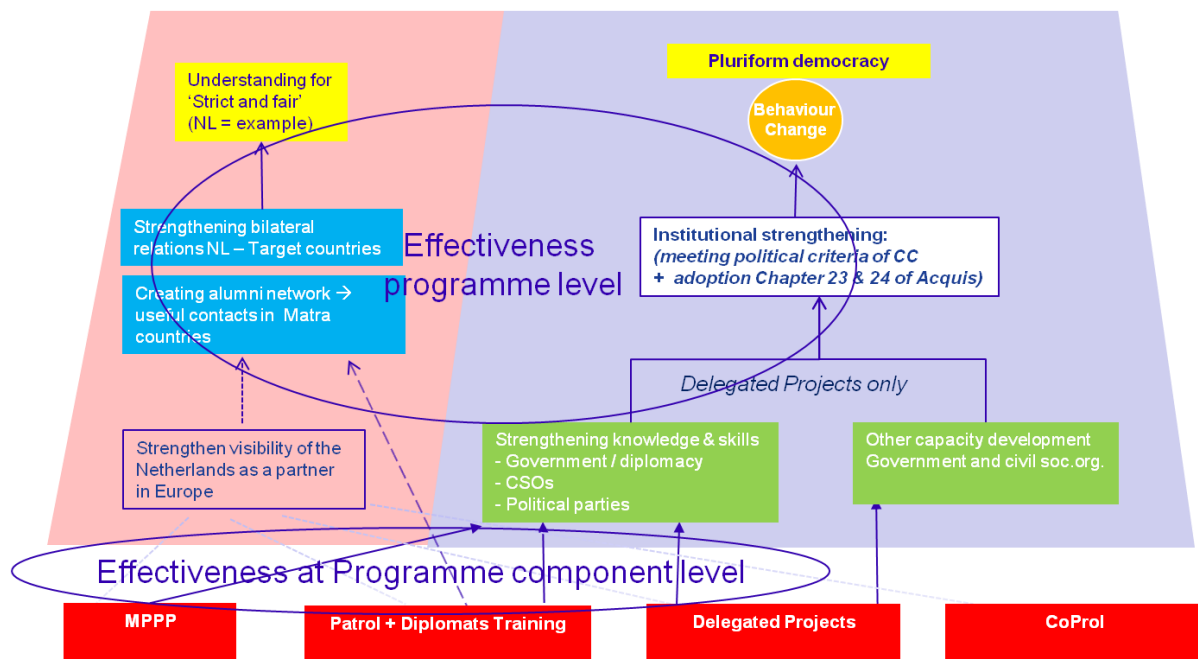 Pluriform democracy
Understanding for
‘Strict and fair’
(NL = example)
Behaviour
Change
Strengthening bilateral
relations NL – Target countries
Creating alumni network →
useful contacts in Matra
countries
Effectiveness
programme level
Institutional strengthening:
(meeting political criteria of CC
+ adoption Chapter 23 & 24 of Acquis)
Delegated Projects only
Strengthen visibility of the
Netherlands as a partner
in Europe
Strengthening knowledge & skills
- Government / diplomacy
- CSOs
- Political parties
Other capacity development
Government and civil soc.org.
Effectiveness at Programme component level
MPPP
Patrol + Diplomats Training
Delegated Projects
CoProl